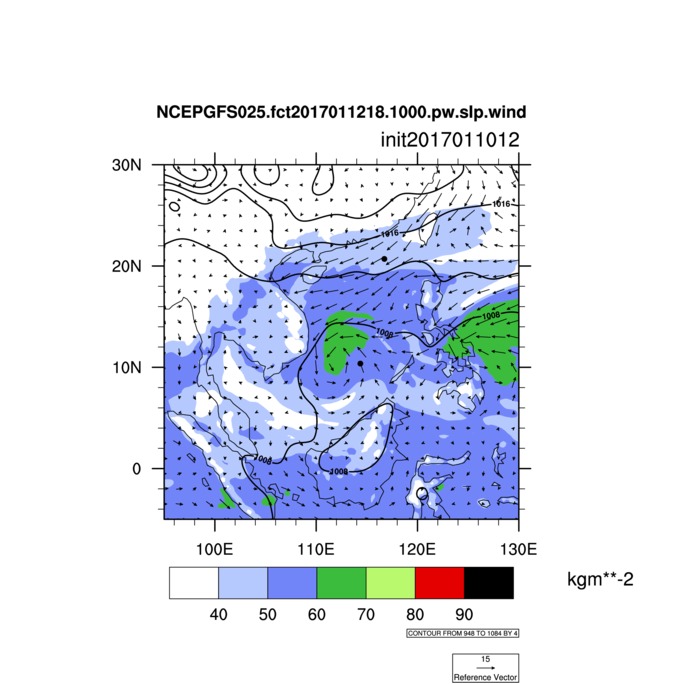 NCEPGFS025.fct2017011218.1000.pw.slp.wind
init2017011012
30N
1016
1016
20N
1008
1008
10N
1008
0
1008
100E 110E 120E 130E
kgm**-2
40 50 60 70 80 90
CONTOUR FROM 948 TO 1084 BY 4
15
Reference Vector